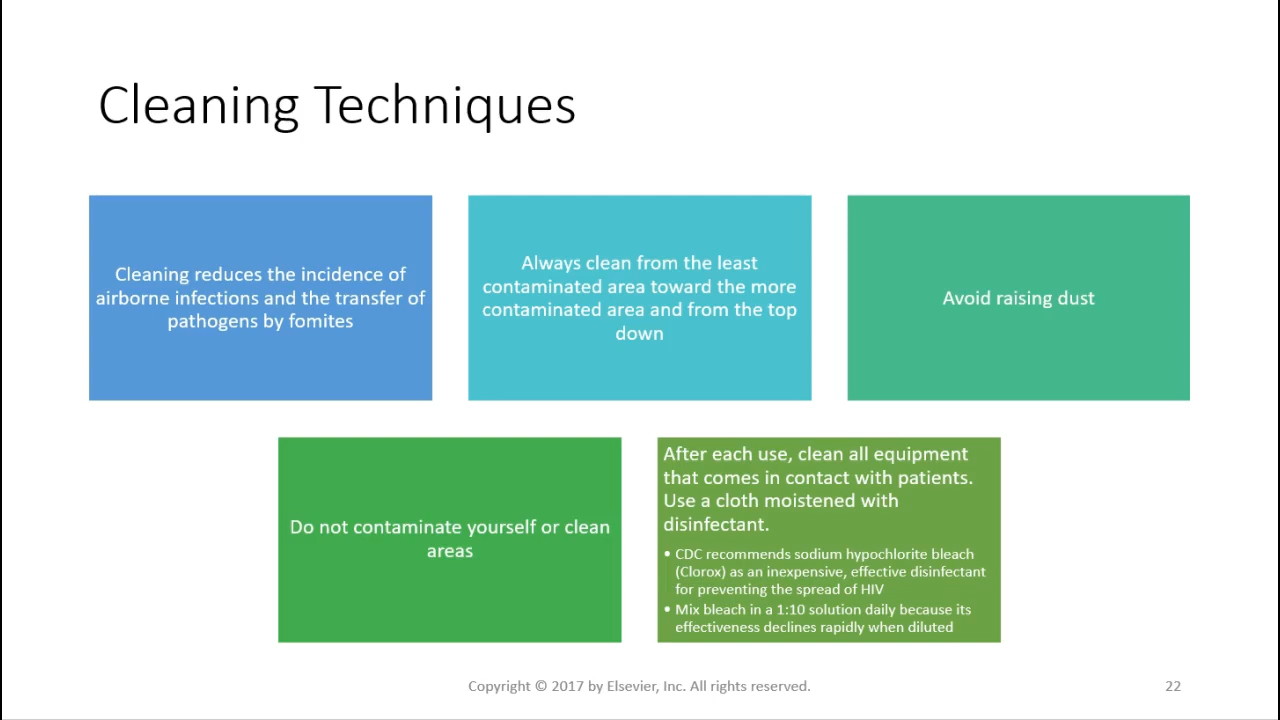 Cleaning Techniques
Cleaning reduces the incidence of
airborne infections and the transfer of
pathogens by fomites
Always clean from the least
contaminated area toward the more
contaminated area and from the top
down
Avoid raising dust
Do not contaminate yourself or clean
areas
After each use, clean all equipment
that comes in contact with patients.
Use a cloth moistened with
disinfectant.
• CDC recommends sodium hypochlorite bleach
(Clorox) as an inexpensive, effective disinfectant
for preventing the spread of HIV
• Mix bleach in a 1:10 solution daily because its
effectiveness declines rapidly when diluted
Copyright © 2017 by Elsevier, Inc. All rights reserved.
22